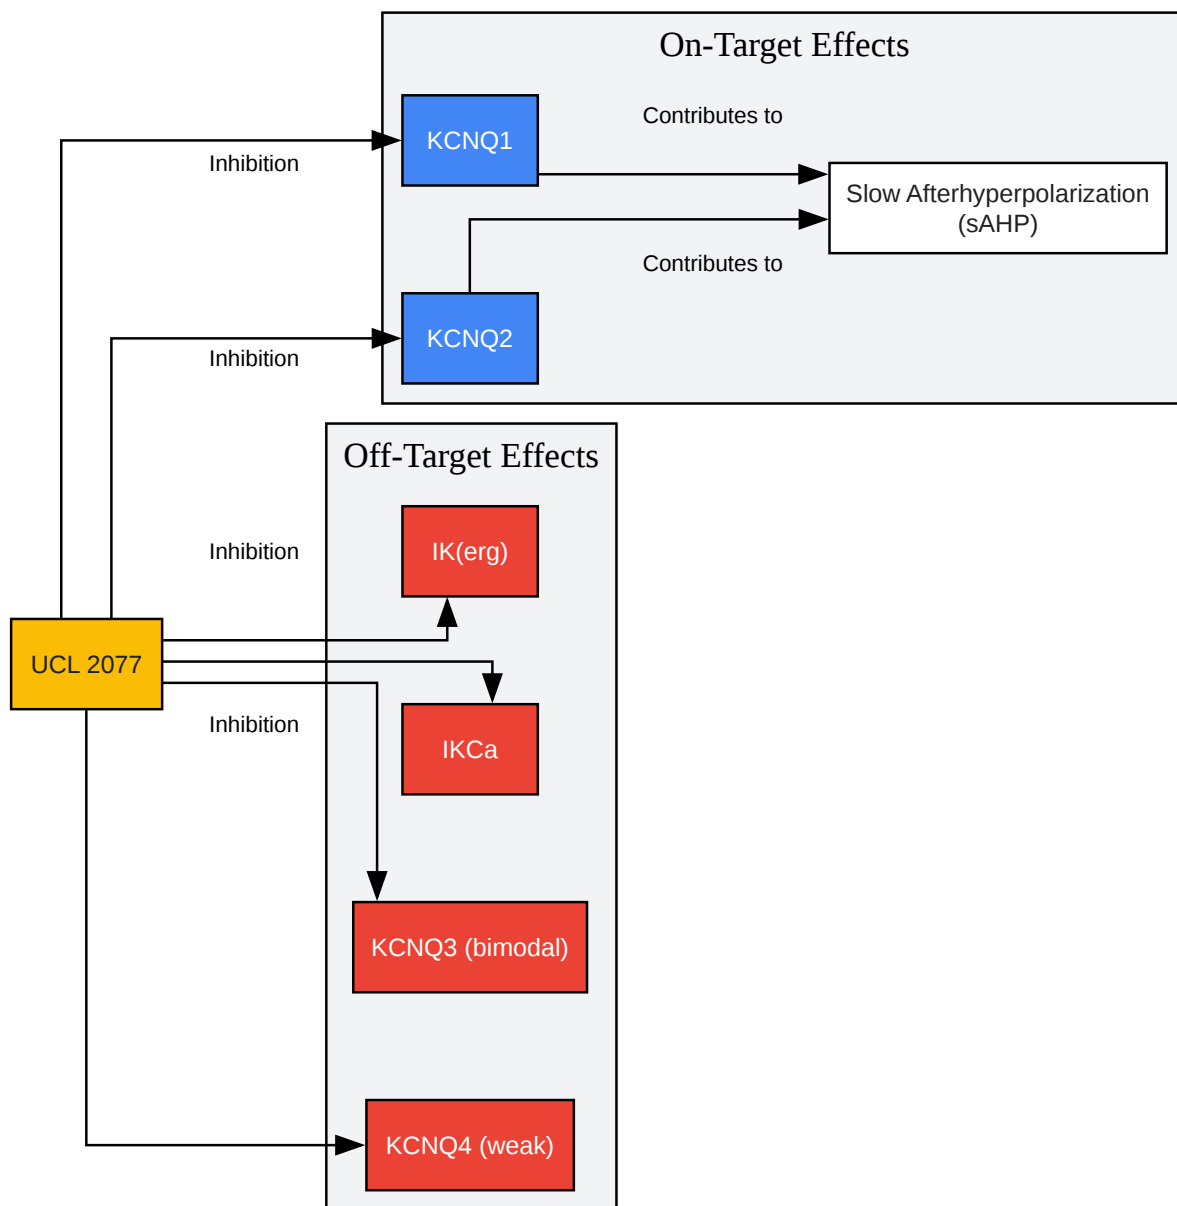 On-Target Effects
KCNQ1
Contributes to
Inhibition
Slow Afterhyperpolarization
(sAHP)
Contributes to
KCNQ2
Inhibition
Off-Target Effects
Inhibition
IK(erg)
UCL 2077
Inhibition
IKCa
KCNQ3 (bimodal)
KCNQ4 (weak)